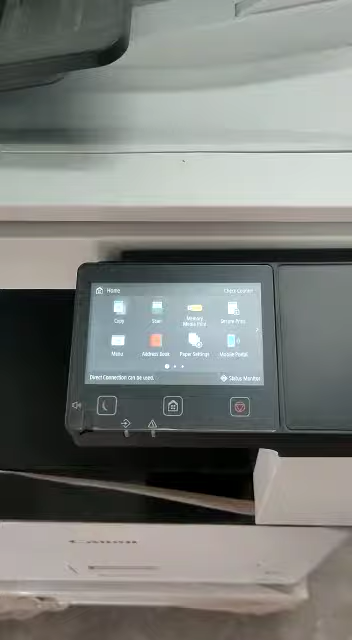 Home Check Counter
Copy Scan Memory Media Print Secure Print
Menu Address Book Paper Settings Mobile Portal
Direct Connection can be used. Status Monitor
Canon